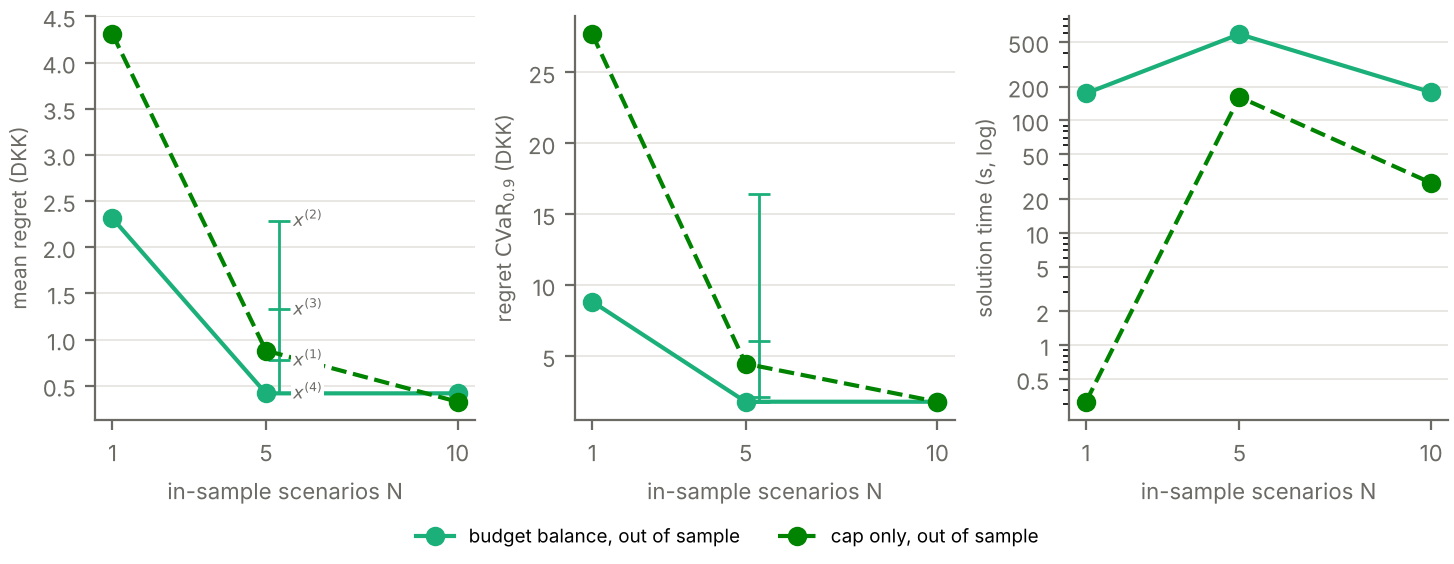 mean regret (DKK)
4.5
4.0
3.5
3.0
2.5
2.0
1.5
1.0
0.5
x(2)
x(3)
x(1)
x(4)
1 5 10
in-sample scenarios N
regret CVaR0.9 (DKK)
25
20
15
10
5
1 5 10
in-sample scenarios N
solution time (s, log)
500
200
100
50
20
10
5
2
1
0.5
1 5 10
in-sample scenarios N
budget balance, out of sample cap only, out of sample